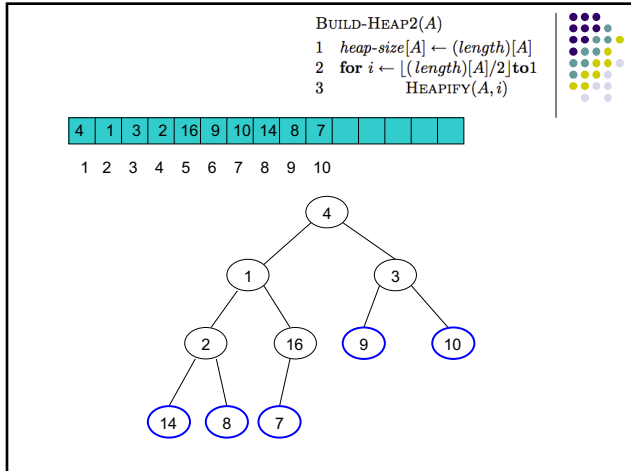 BUILD-HEAP2(A)
1 heap-size[A] ← (length)[A]
2 for i ← ⌊(length)[A]/2⌋to1
3 HEAPIFY(A, i)
4 1 3 2 16 9 10 14 8 7
1 2 3 4 5 6 7 8 9 10
4
1 3
2 16 9 10
14 8 7